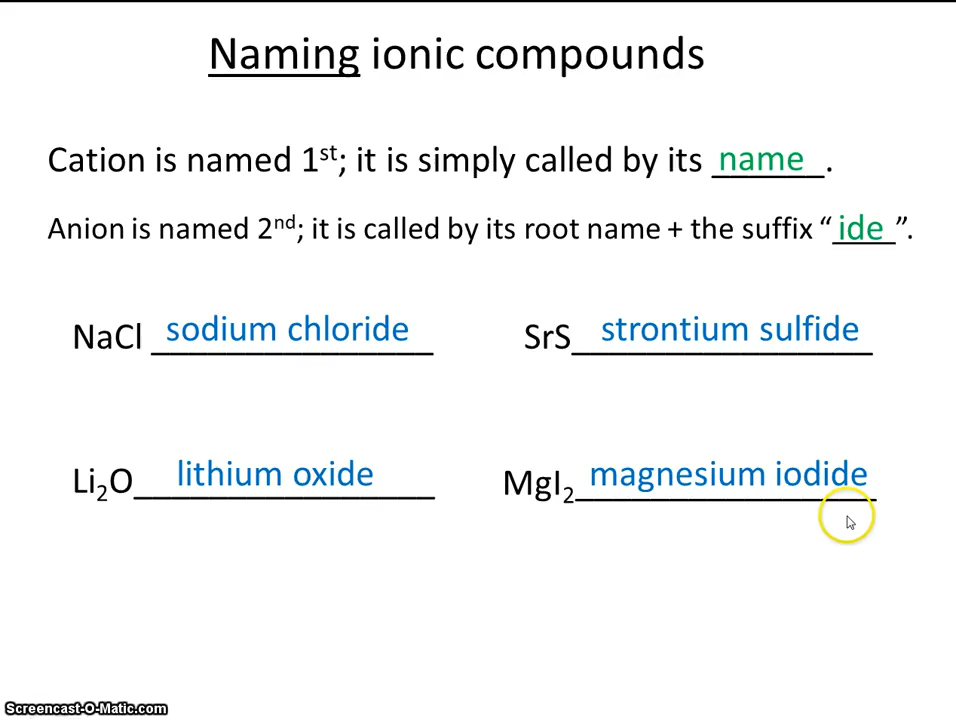 Naming ionic compounds
Cation is named 1st; it is simply called by its name.
Anion is named 2nd; it is called by its root name + the suffix “ide”.
NaCl sodium chloride SrS strontium sulfide
Li2O lithium oxide MgI2 magnesium iodide
Screencast-O-Matic.com